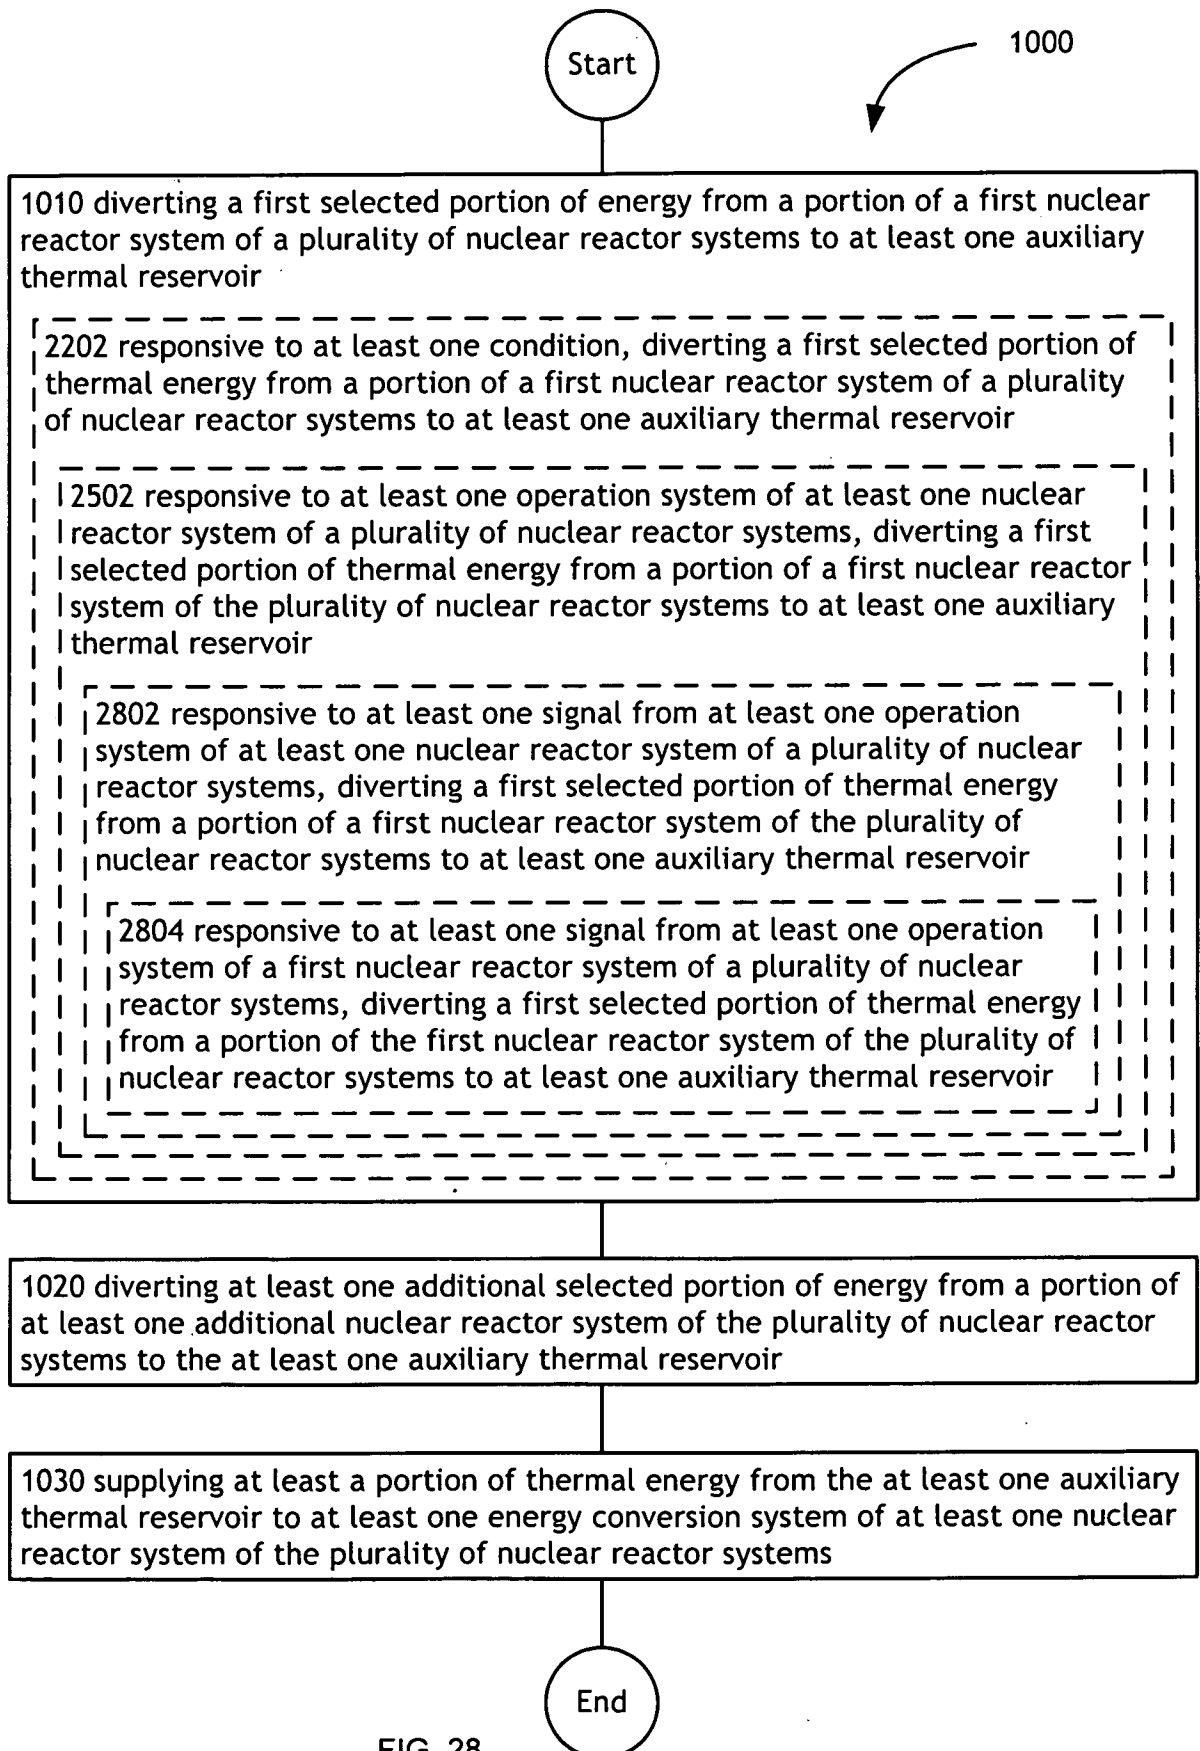 Start
1000
1010 diverting a first selected portion of energy from a portion of a first nuclear
reactor system of a plurality of nuclear reactor systems to at least one auxiliary
thermal reservoir
2202 responsive to at least one condition, diverting a first selected portion of
thermal energy from a portion of a first nuclear reactor system of a plurality
of nuclear reactor systems to at least one auxiliary thermal reservoir
2502 responsive to at least one operation system of at least one nuclear
reactor system of a plurality of nuclear reactor systems, diverting a first
selected portion of thermal energy from a portion of a first nuclear reactor
system of the plurality of nuclear reactor systems to at least one auxiliary
thermal reservoir
2802 responsive to at least one signal from at least one operation
system of at least one nuclear reactor system of a plurality of nuclear
reactor systems, diverting a first selected portion of thermal energy
from a portion of a first nuclear reactor system of the plurality of
nuclear reactor systems to at least one auxiliary thermal reservoir
2804 responsive to at least one signal from at least one operation
system of a first nuclear reactor system of a plurality of nuclear
reactor systems, diverting a first selected portion of thermal energy
from a portion of the first nuclear reactor system of the plurality of
nuclear reactor systems to at least one auxiliary thermal reservoir
1020 diverting at least one additional selected portion of energy from a portion of
at least one additional nuclear reactor system of the plurality of nuclear reactor
systems to the at least one auxiliary thermal reservoir
1030 supplying at least a portion of thermal energy from the at least one auxiliary
thermal reservoir to at least one energy conversion system of at least one nuclear
reactor system of the plurality of nuclear reactor systems
End
FIG. 28